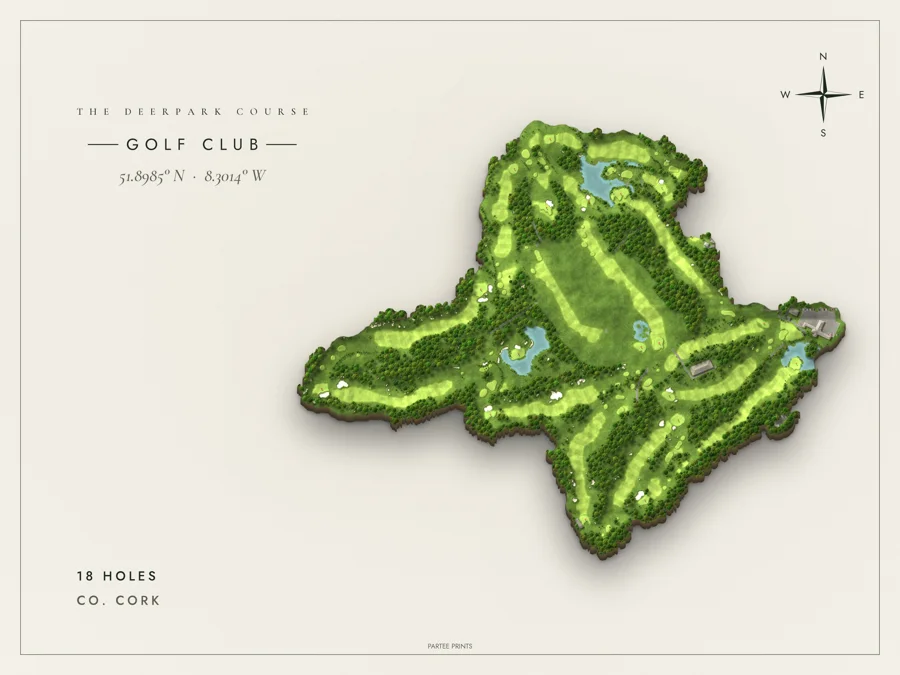 THE DEERPARK COURSE
GOLF CLUB
51.8985° N · 8.3014° W
N
W E
S
18 HOLES
CO. CORK
PARTEE PRINTS